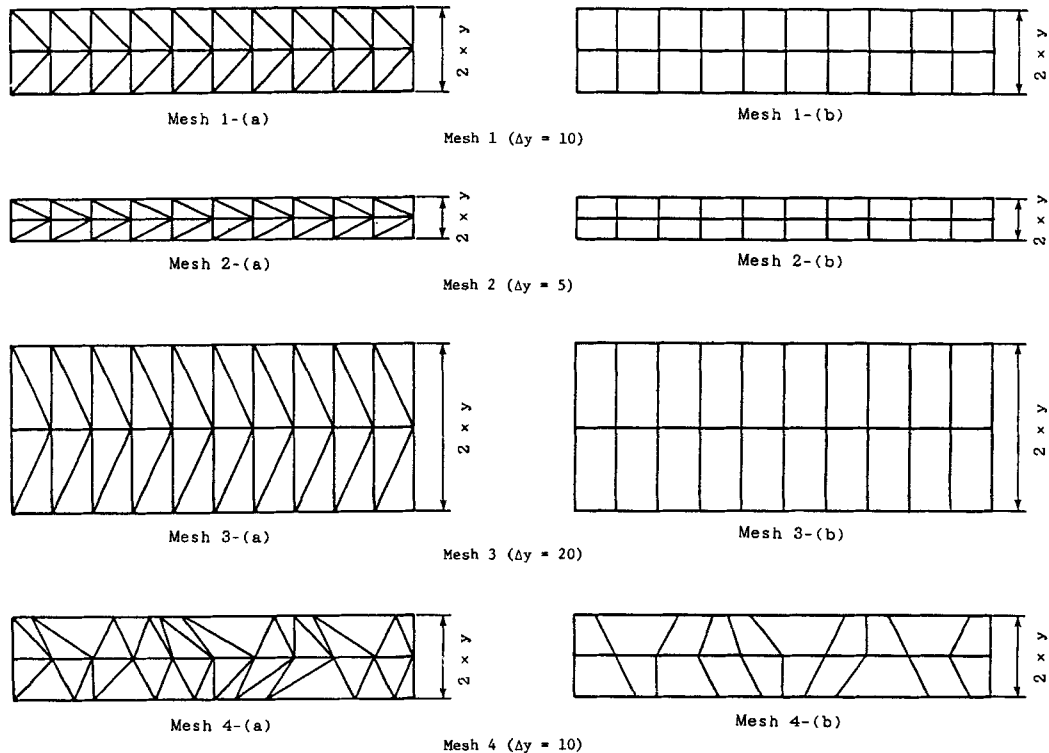 2 × y
Mesh 1-(a)
2 × y
Mesh 1-(b)
Mesh 1 (Δy = 10)
2 × y
Mesh 2-(a)
2 × y
Mesh 2-(b)
Mesh 2 (Δy = 5)
2 × y
Mesh 3-(a)
2 × y
Mesh 3-(b)
Mesh 3 (Δy = 20)
2 × y
Mesh 4-(a)
2 × y
Mesh 4-(b)
Mesh 4 (Δy = 10)